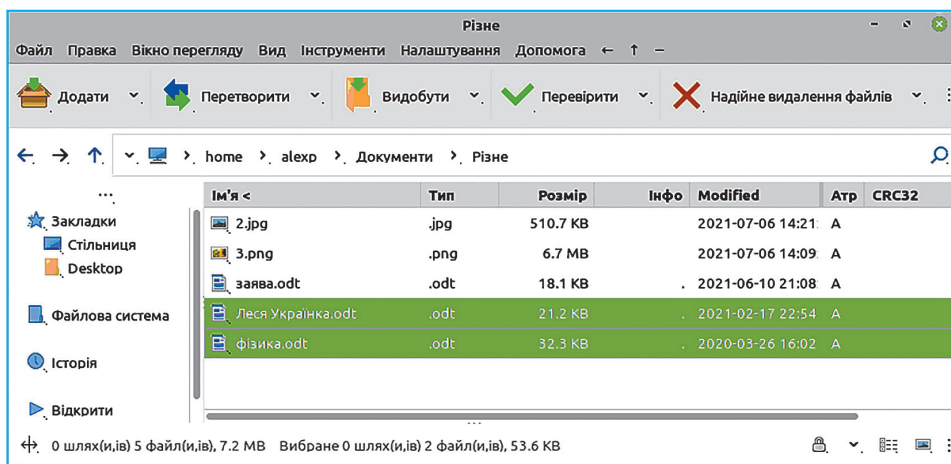 Різне
Файл Правка Вікно перегляду Вид Інструменти Налаштування Допомога
Додати Перетворити Видобути Перевірити Надійне видалення файлів
home alexp Документи Різне
Ім'я < Тип Розмір Інфо Modified Атр CRC32
2.jpg .jpg 510.7 KB 2021-07-06 14:21: A
3.png .png 6.7 MB 2021-07-06 14:09: A
заява.odt .odt 18.1 KB . 2021-06-10 21:08: A
Леся Українка.odt .odt 21.2 KB . 2021-02-17 22:54 A
фізика.odt .odt 32.3 KB . 2020-03-26 16:02 A
...
Закладки
Стільниця
Desktop
Файлова система
Історія
Відкрити
0 шлях(и,ів) 5 файл(и,ів), 7.2 MB Вибране 0 шлях(и,ів) 2 файл(и,ів), 53.6 KB